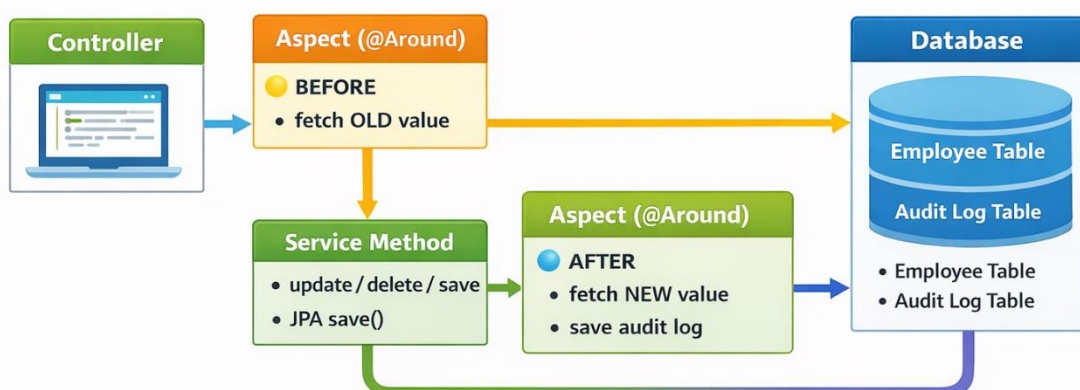 Controller
Aspect (@Around)
BEFORE
• fetch OLD value
Service Method
• update / delete / save
• JPA save()
Aspect (@Around)
AFTER
• fetch NEW value
• save audit log
Database
Employee Table
Audit Log Table
• Employee Table
• Audit Log Table